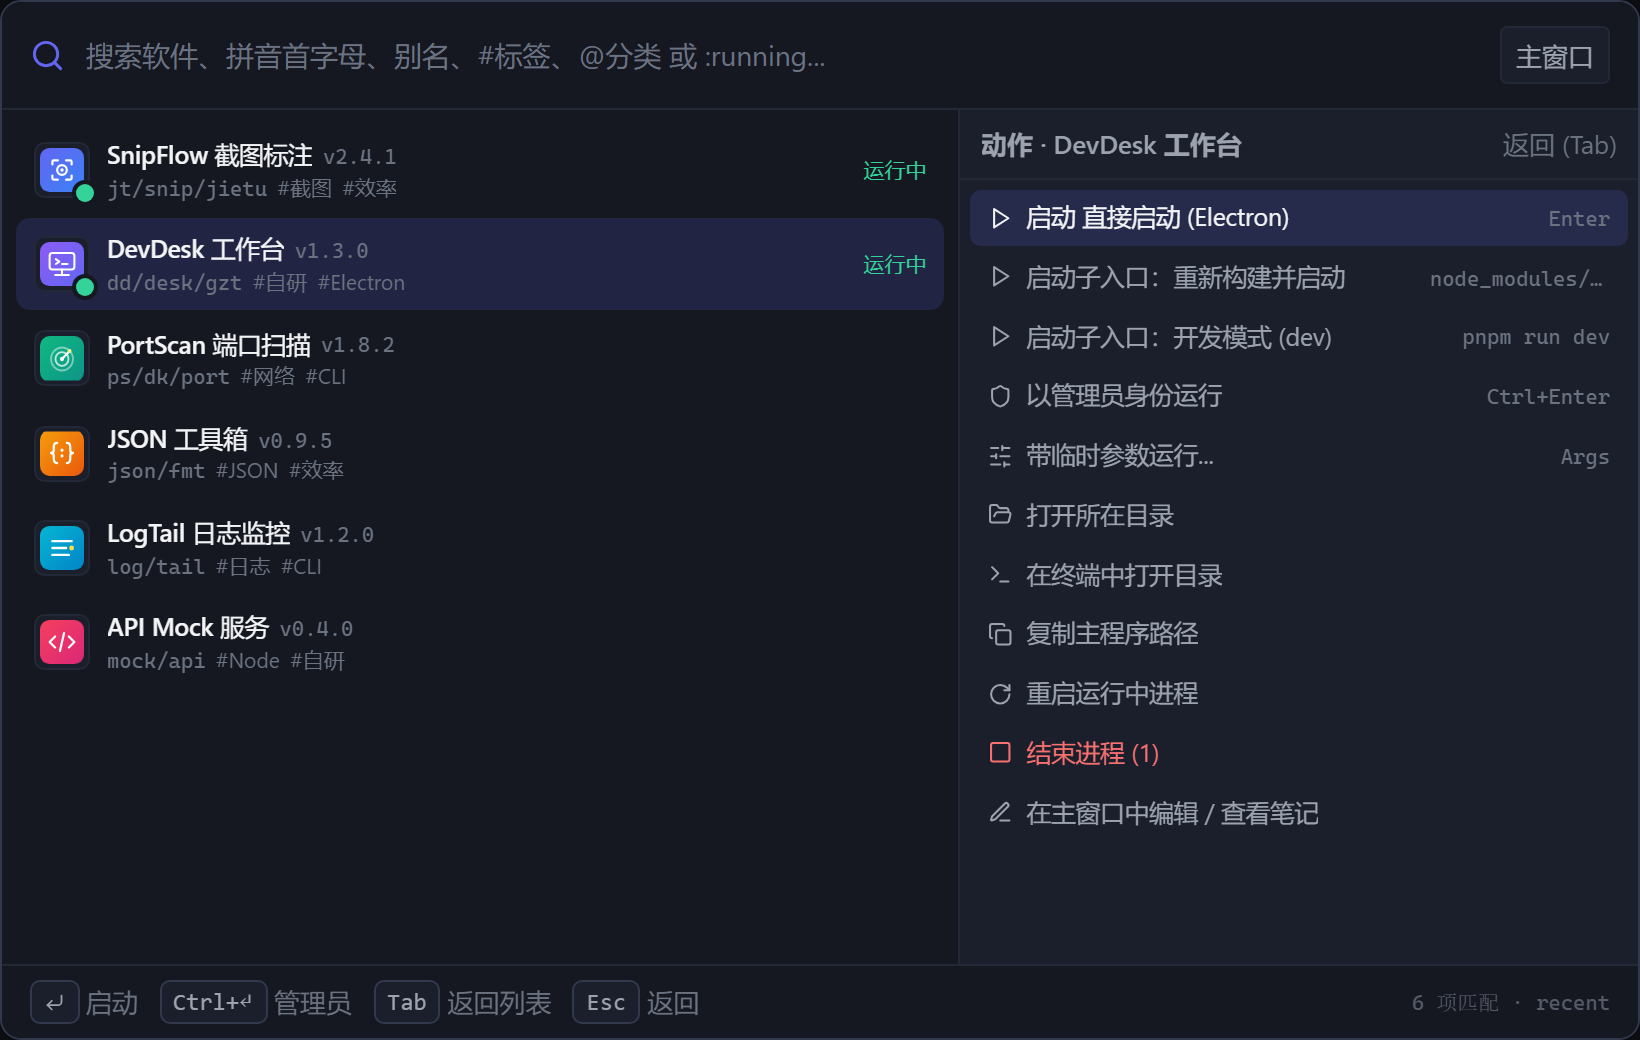 搜索软件、拼音首字母、别名、#标签、@分类 或 :running...
主窗口
SnipFlow 截图标注 v2.4.1
jt/snip/jietu #截图 #效率
运行中
DevDesk 工作台 v1.3.0
dd/desk/gzt #自研 #Electron
运行中
PortScan 端口扫描 v1.8.2
ps/dk/port #网络 #CLI
JSON 工具箱 v0.9.5
json/fmt #JSON #效率
LogTail 日志监控 v1.2.0
log/tail #日志 #CLI
API Mock 服务 v0.4.0
mock/api #Node #自研
动作 · DevDesk 工作台
返回 (Tab)
启动 直接启动 (Electron) Enter
启动子入口：重新构建并启动 node_modules/…
启动子入口：开发模式 (dev) pnpm run dev
以管理员身份运行 Ctrl+Enter
带临时参数运行... Args
打开所在目录
在终端中打开目录
复制主程序路径
重启运行中进程
结束进程 (1)
在主窗口中编辑 / 查看笔记
↵ 启动 Ctrl+↵ 管理员 Tab 返回列表 Esc 返回
6 项匹配 · recent